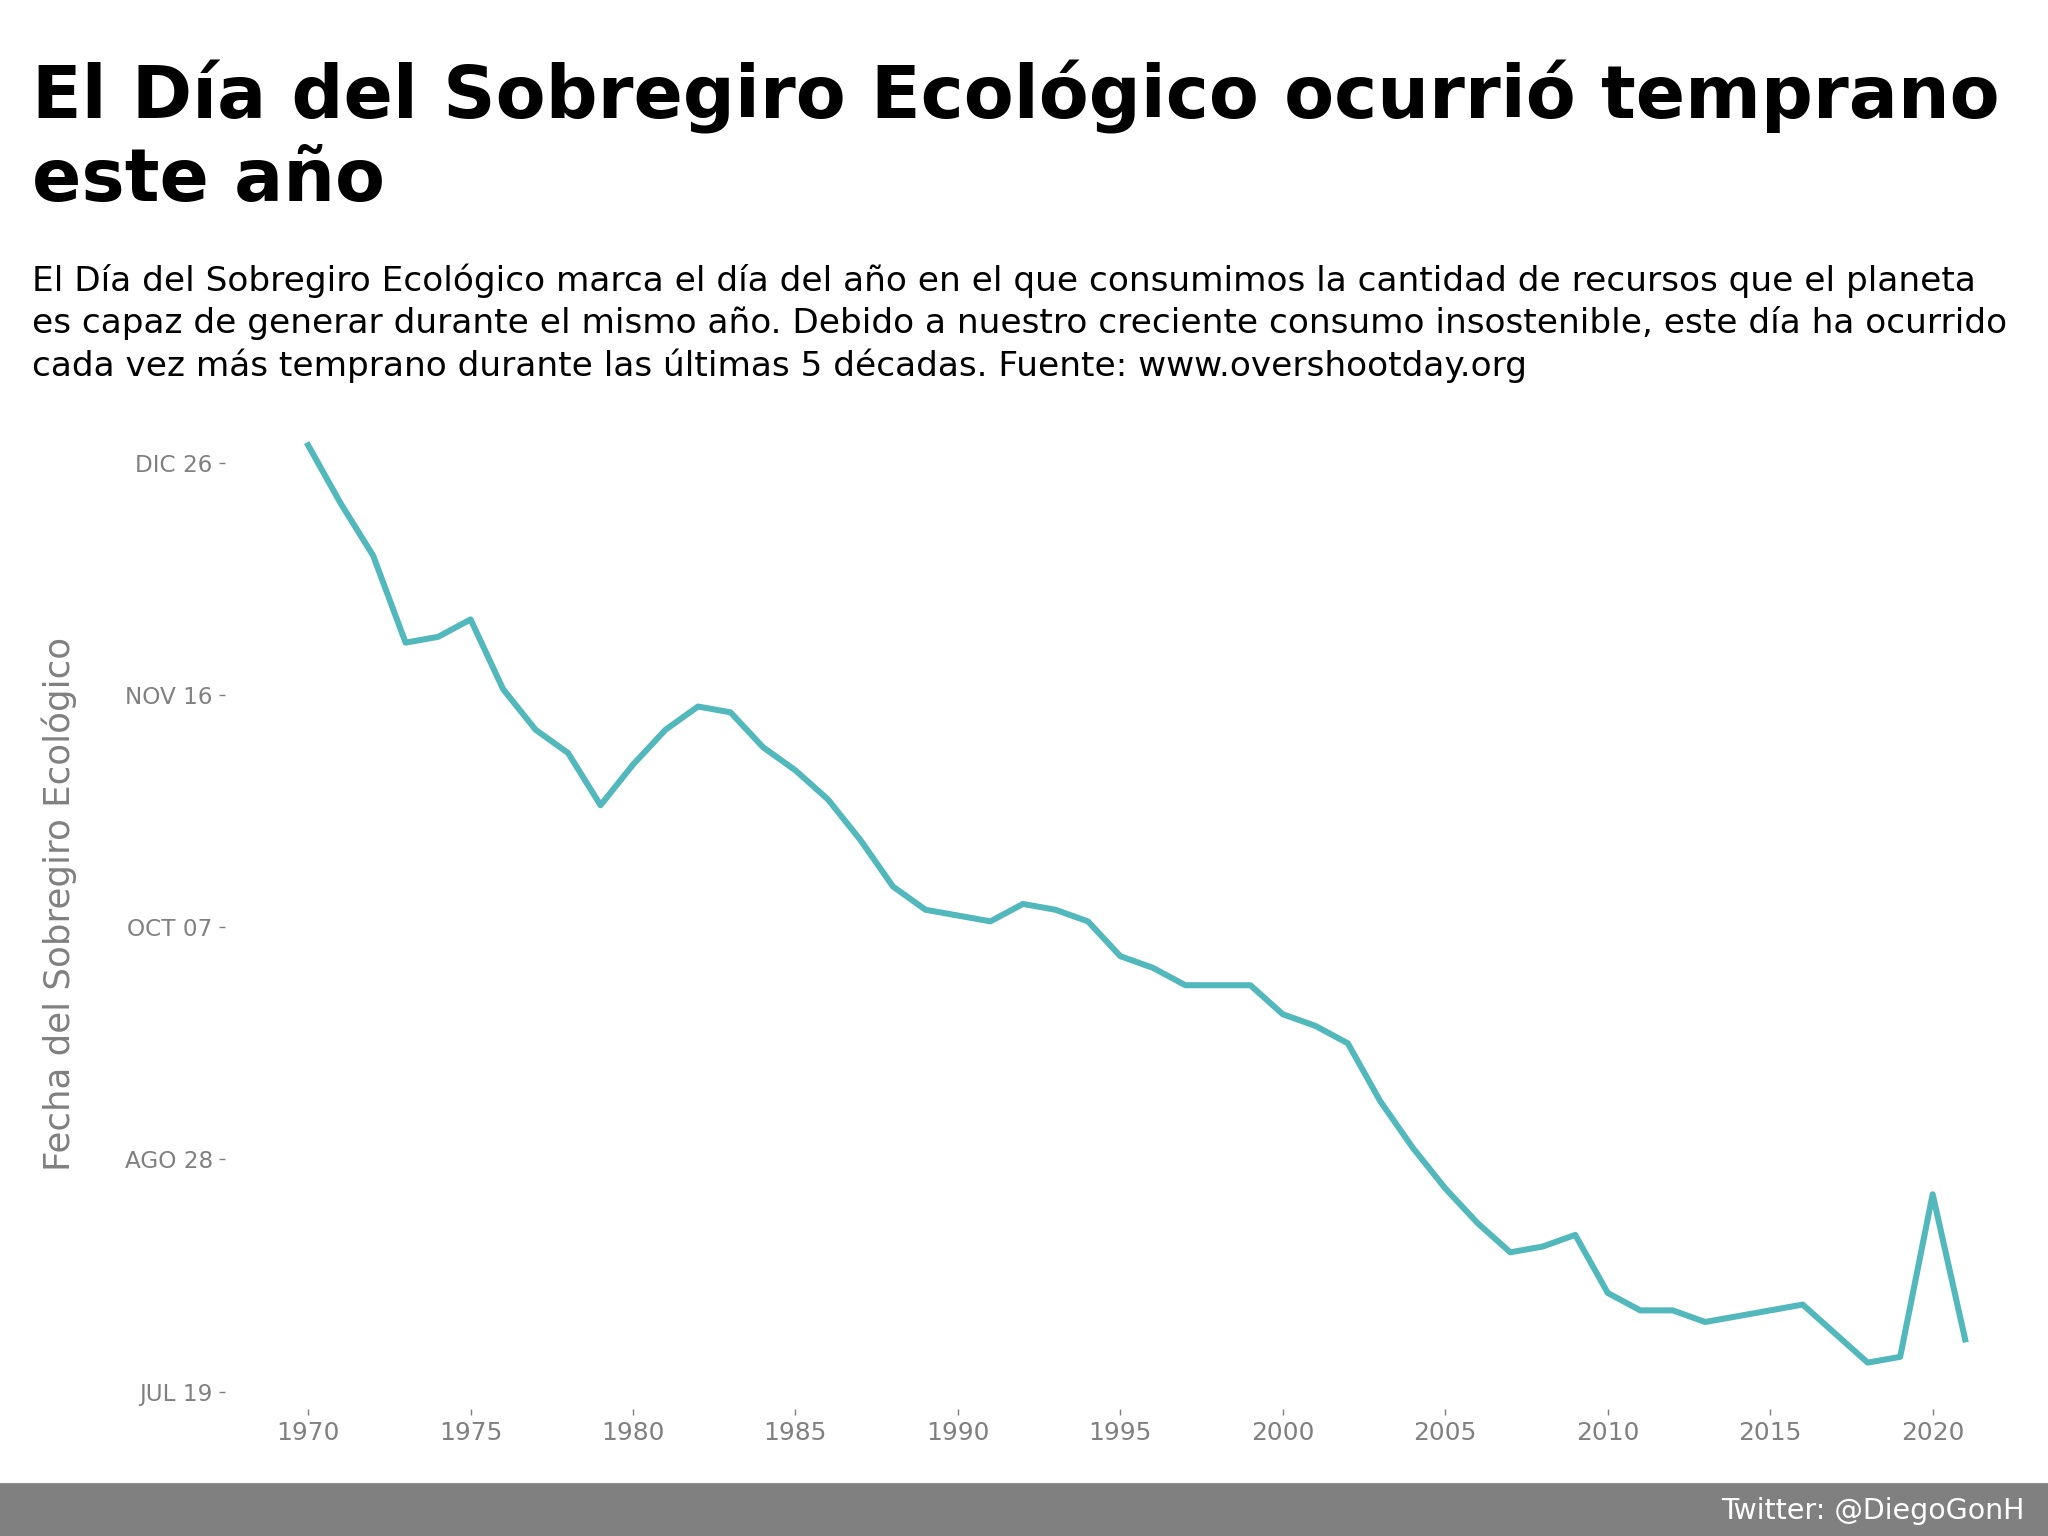 El Día del Sobregiro Ecológico ocurrió temprano
este año
El Día del Sobregiro Ecológico marca el día del año en el que consumimos la cantidad de recursos que el planeta
es capaz de generar durante el mismo año. Debido a nuestro creciente consumo insostenible, este día ha ocurrido
cada vez más temprano durante las últimas 5 décadas. Fuente: www.overshootday.org
Fecha del Sobregiro Ecológico
DIC 26
NOV 16
OCT 07
AGO 28
JUL 19
1970 1975 1980 1985 1990 1995 2000 2005 2010 2015 2020
Twitter: @DiegoGonH